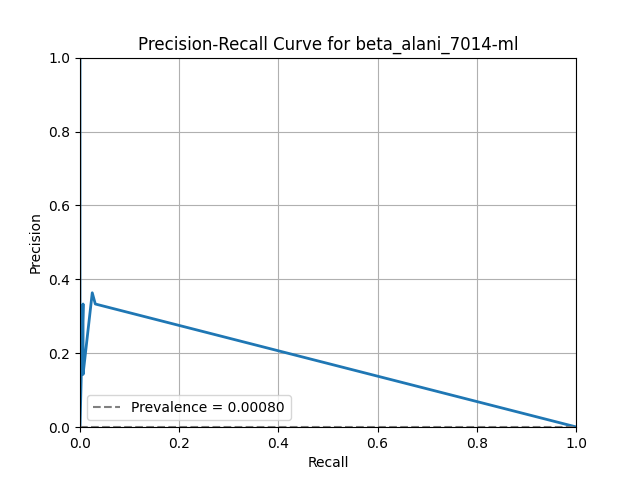 Precision-Recall Curve for beta_alani_7014-ml
1.0
0.8
0.6
0.4
0.2
0.0
Precision
Prevalence = 0.00080
0.0 0.2 0.4 0.6 0.8 1.0
Recall